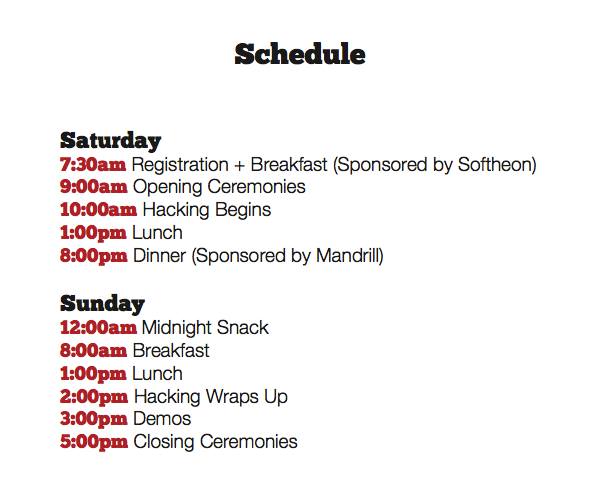 Schedule
Saturday
7:30am Registration + Breakfast (Sponsored by Softheon)
9:00am Opening Ceremonies
10:00am Hacking Begins
1:00pm Lunch
8:00pm Dinner (Sponsored by Mandrill)
Sunday
12:00am Midnight Snack
8:00am Breakfast
1:00pm Lunch
2:00pm Hacking Wraps Up
3:00pm Demos
5:00pm Closing Ceremonies